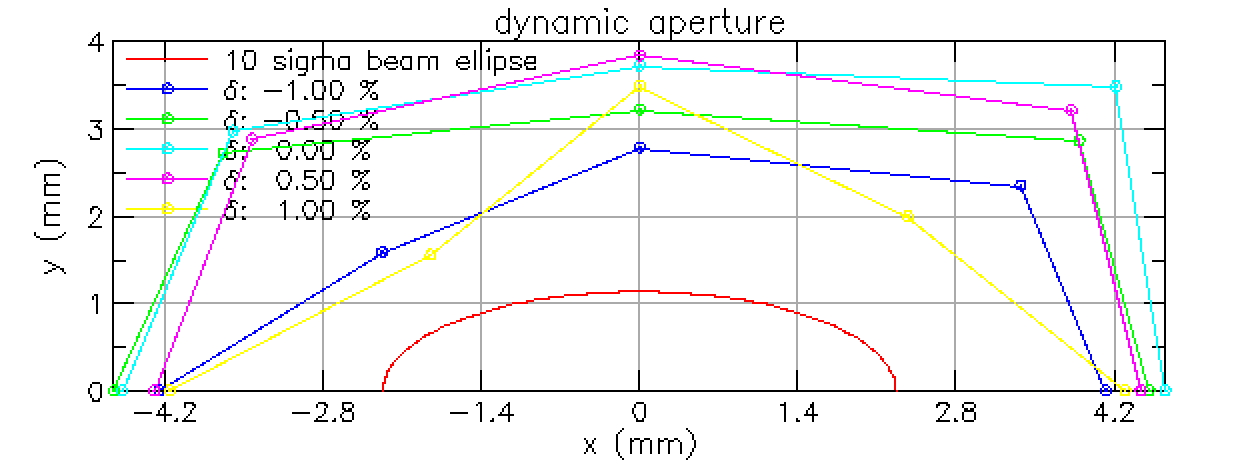 dynamic aperture
4
10 sigma beam ellipse
δ: −1.00 %
δ: −0.50 %
3
δ: 0.00 %
δ: 0.50 %
δ: 1.00 %
2
y (mm)
1
0
−4.2 −2.8 −1.4 0 1.4 2.8 4.2
x (mm)